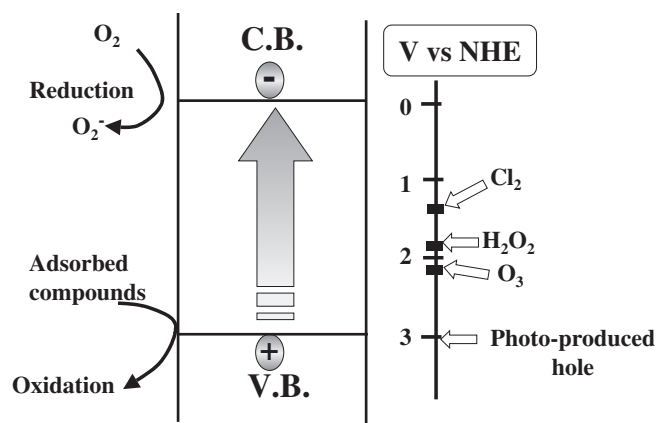 O₂
Reduction
O₂⁻
Adsorbed
compounds
Oxidation
C.B.
-
+
V.B.
V vs NHE
0
1
Cl₂
H₂O₂
2
O₃
3
Photo-produced
hole